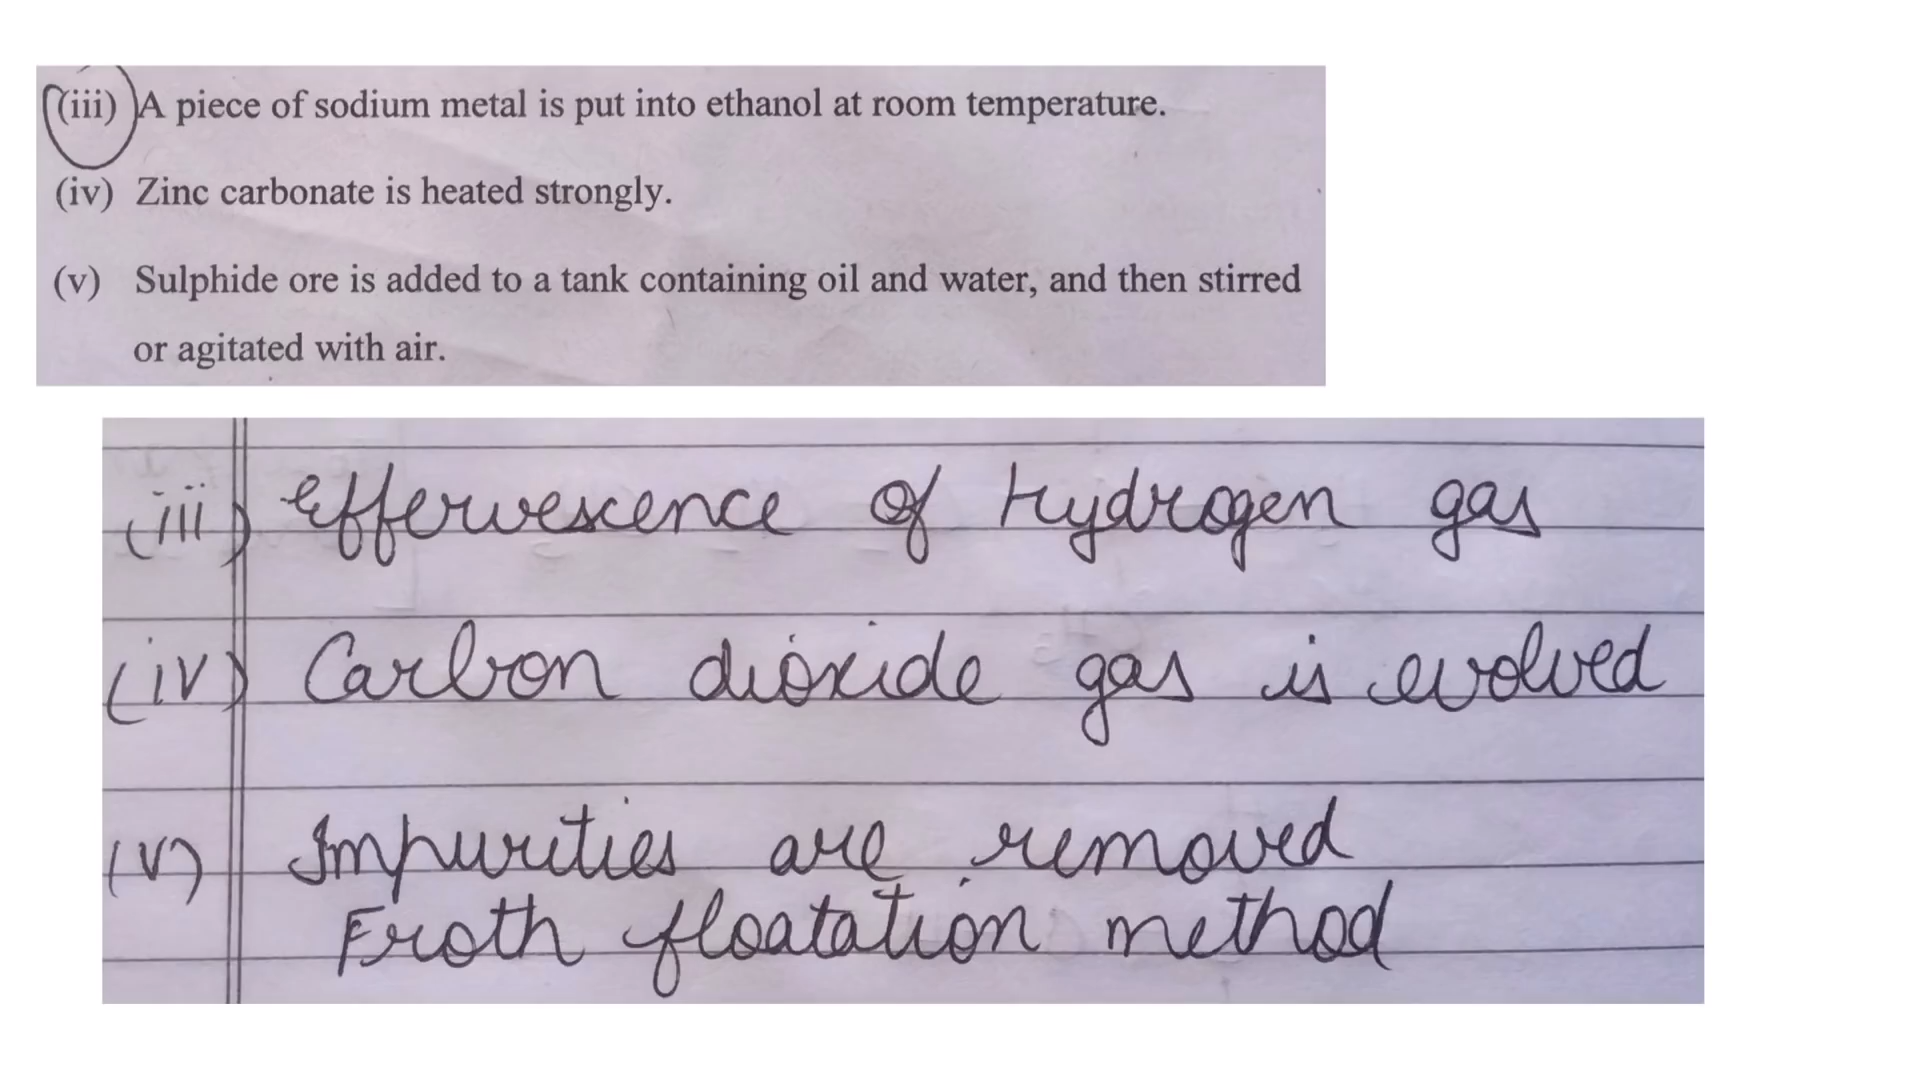 (iii) A piece of sodium metal is put into ethanol at room temperature.
(iv) Zinc carbonate is heated strongly.
(v) Sulphide ore is added to a tank containing oil and water, and then stirred
or agitated with air.
(iii) Effervescence of Hydrogen gas
(iv) Carbon dioxide gas is evolved
(v) Impurities are removed
Froth floatation method